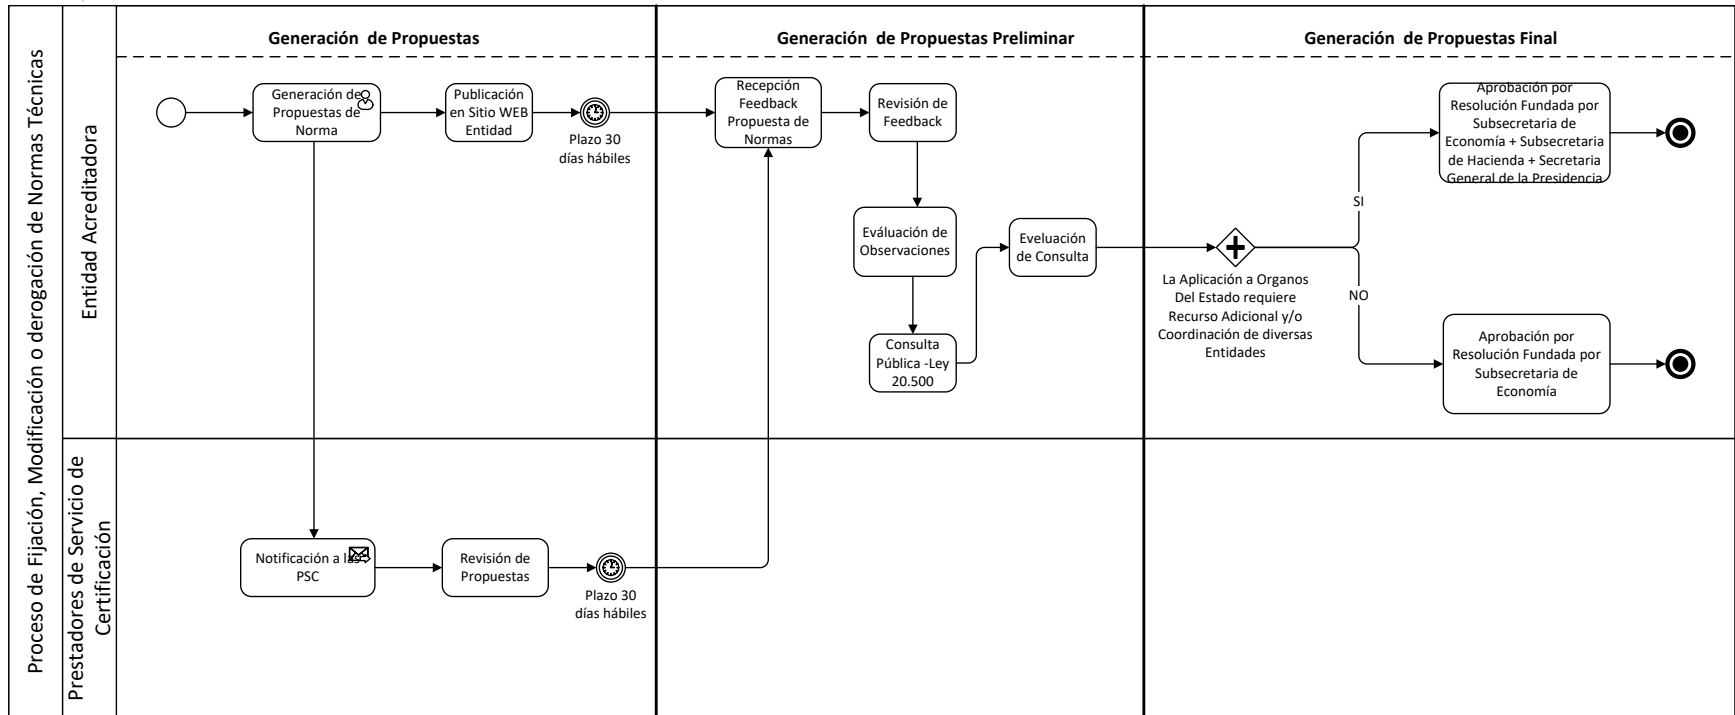 Proceso de Fijación, Modificación o derogación de Normas Técnicas
Entidad Acreditadora
Generación de Propuestas
Generación de Propuestas Preliminar
Generación de Propuestas Final
Generación de
Propuestas de
Norma
Publicación
en Sitio WEB
Entidad
Plazo 30
días hábiles
Recepción
Feedback
Propuesta de
Normas
Revisión de
Feedback
Eváluación de
Observaciones
Consulta
Pública -Ley
20.500
Eveluación
de Consulta
La Aplicación a Organos
Del Estado requiere
Recurso Adicional y/o
Coordinación de diversas
Entidades
SI
NO
Aprobación por
Resolución Fundada por
Subsecretaria de
Economía + Subsecretaria
de Hacienda + Secretaria
General de la Presidencia
Aprobación por
Resolución Fundada por
Subsecretaria de
Economía
Prestadores de Servicio de
Certificación
Notificación a las
PSC
Revisión de
Propuestas
Plazo 30
días hábiles